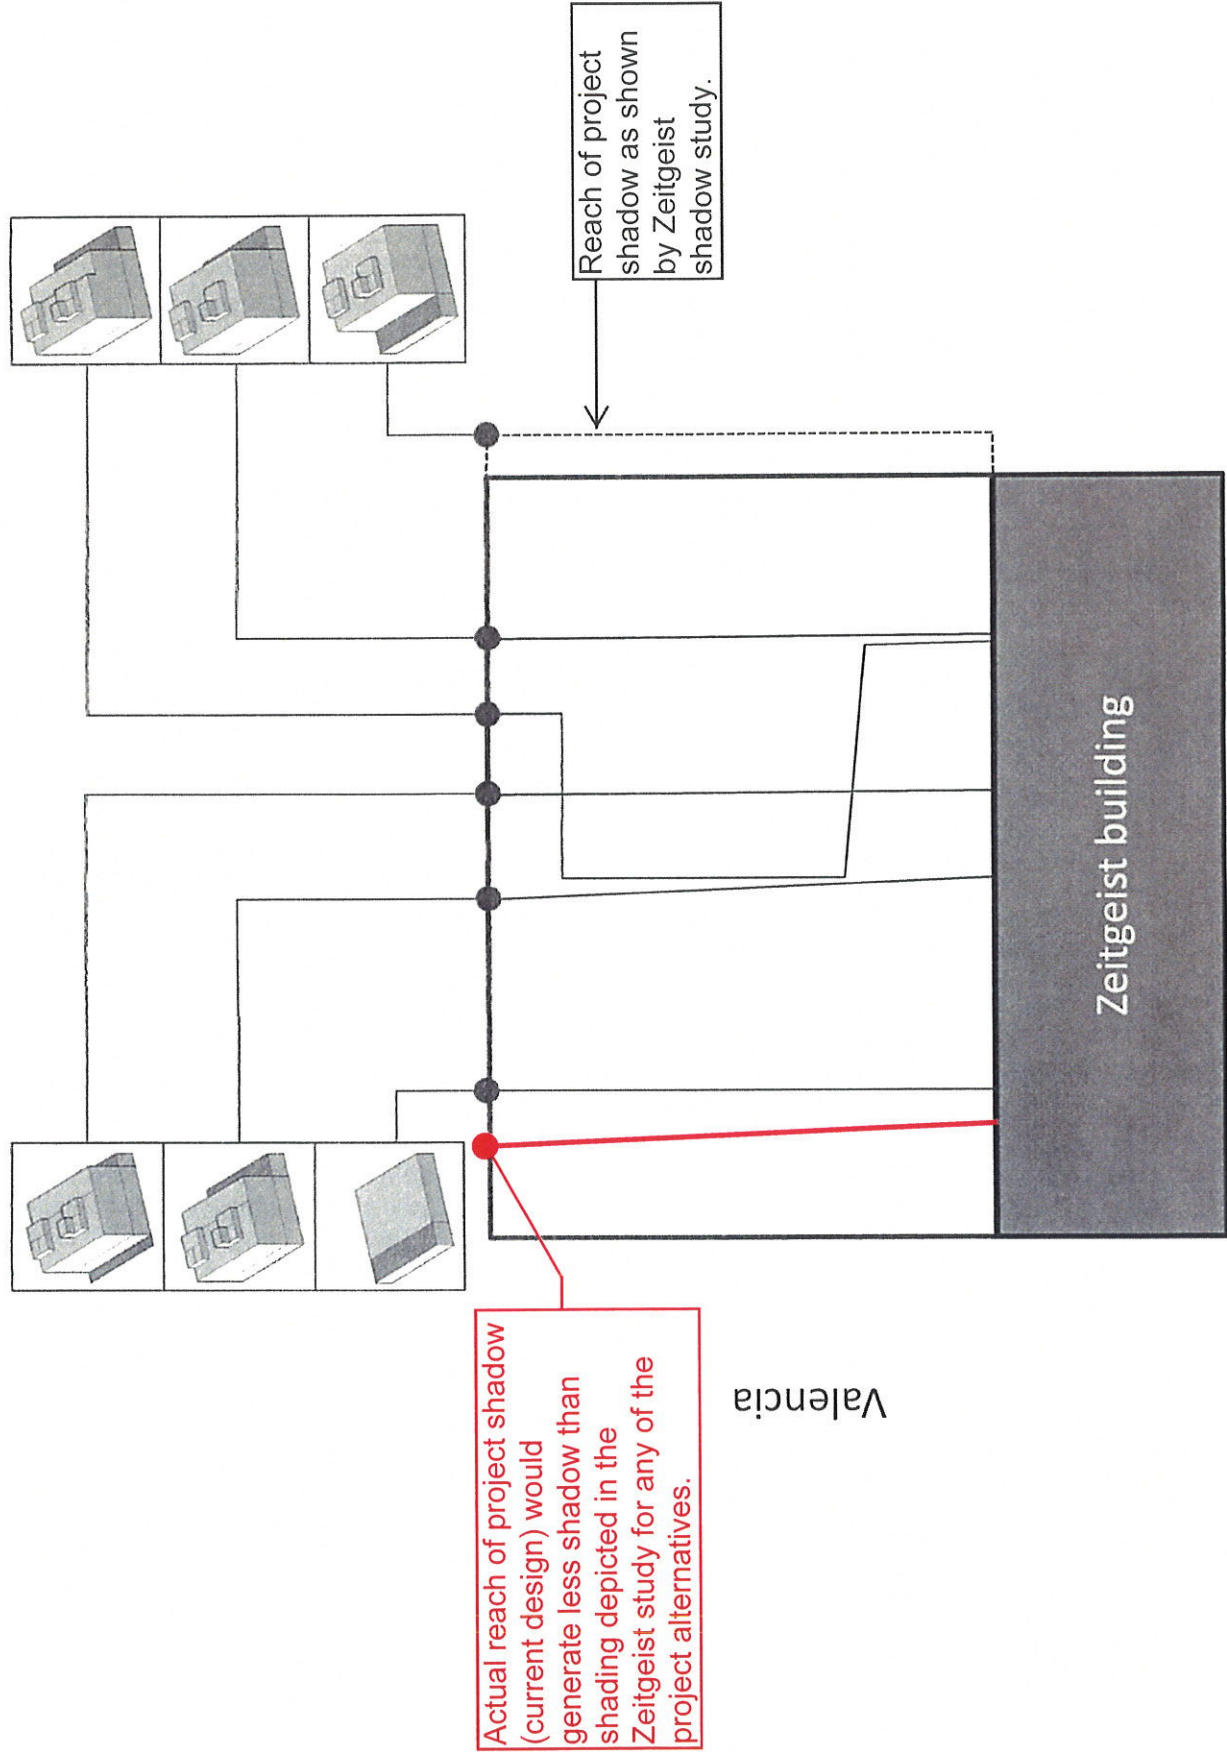 Reach of project
shadow as shown
by Zeitgeist
shadow study.
Zeitgeist building
Actual reach of project shadow
(current design) would
generate less shadow than
shading depicted in the
Zeitgeist study for any of the
project alternatives.
Valencia